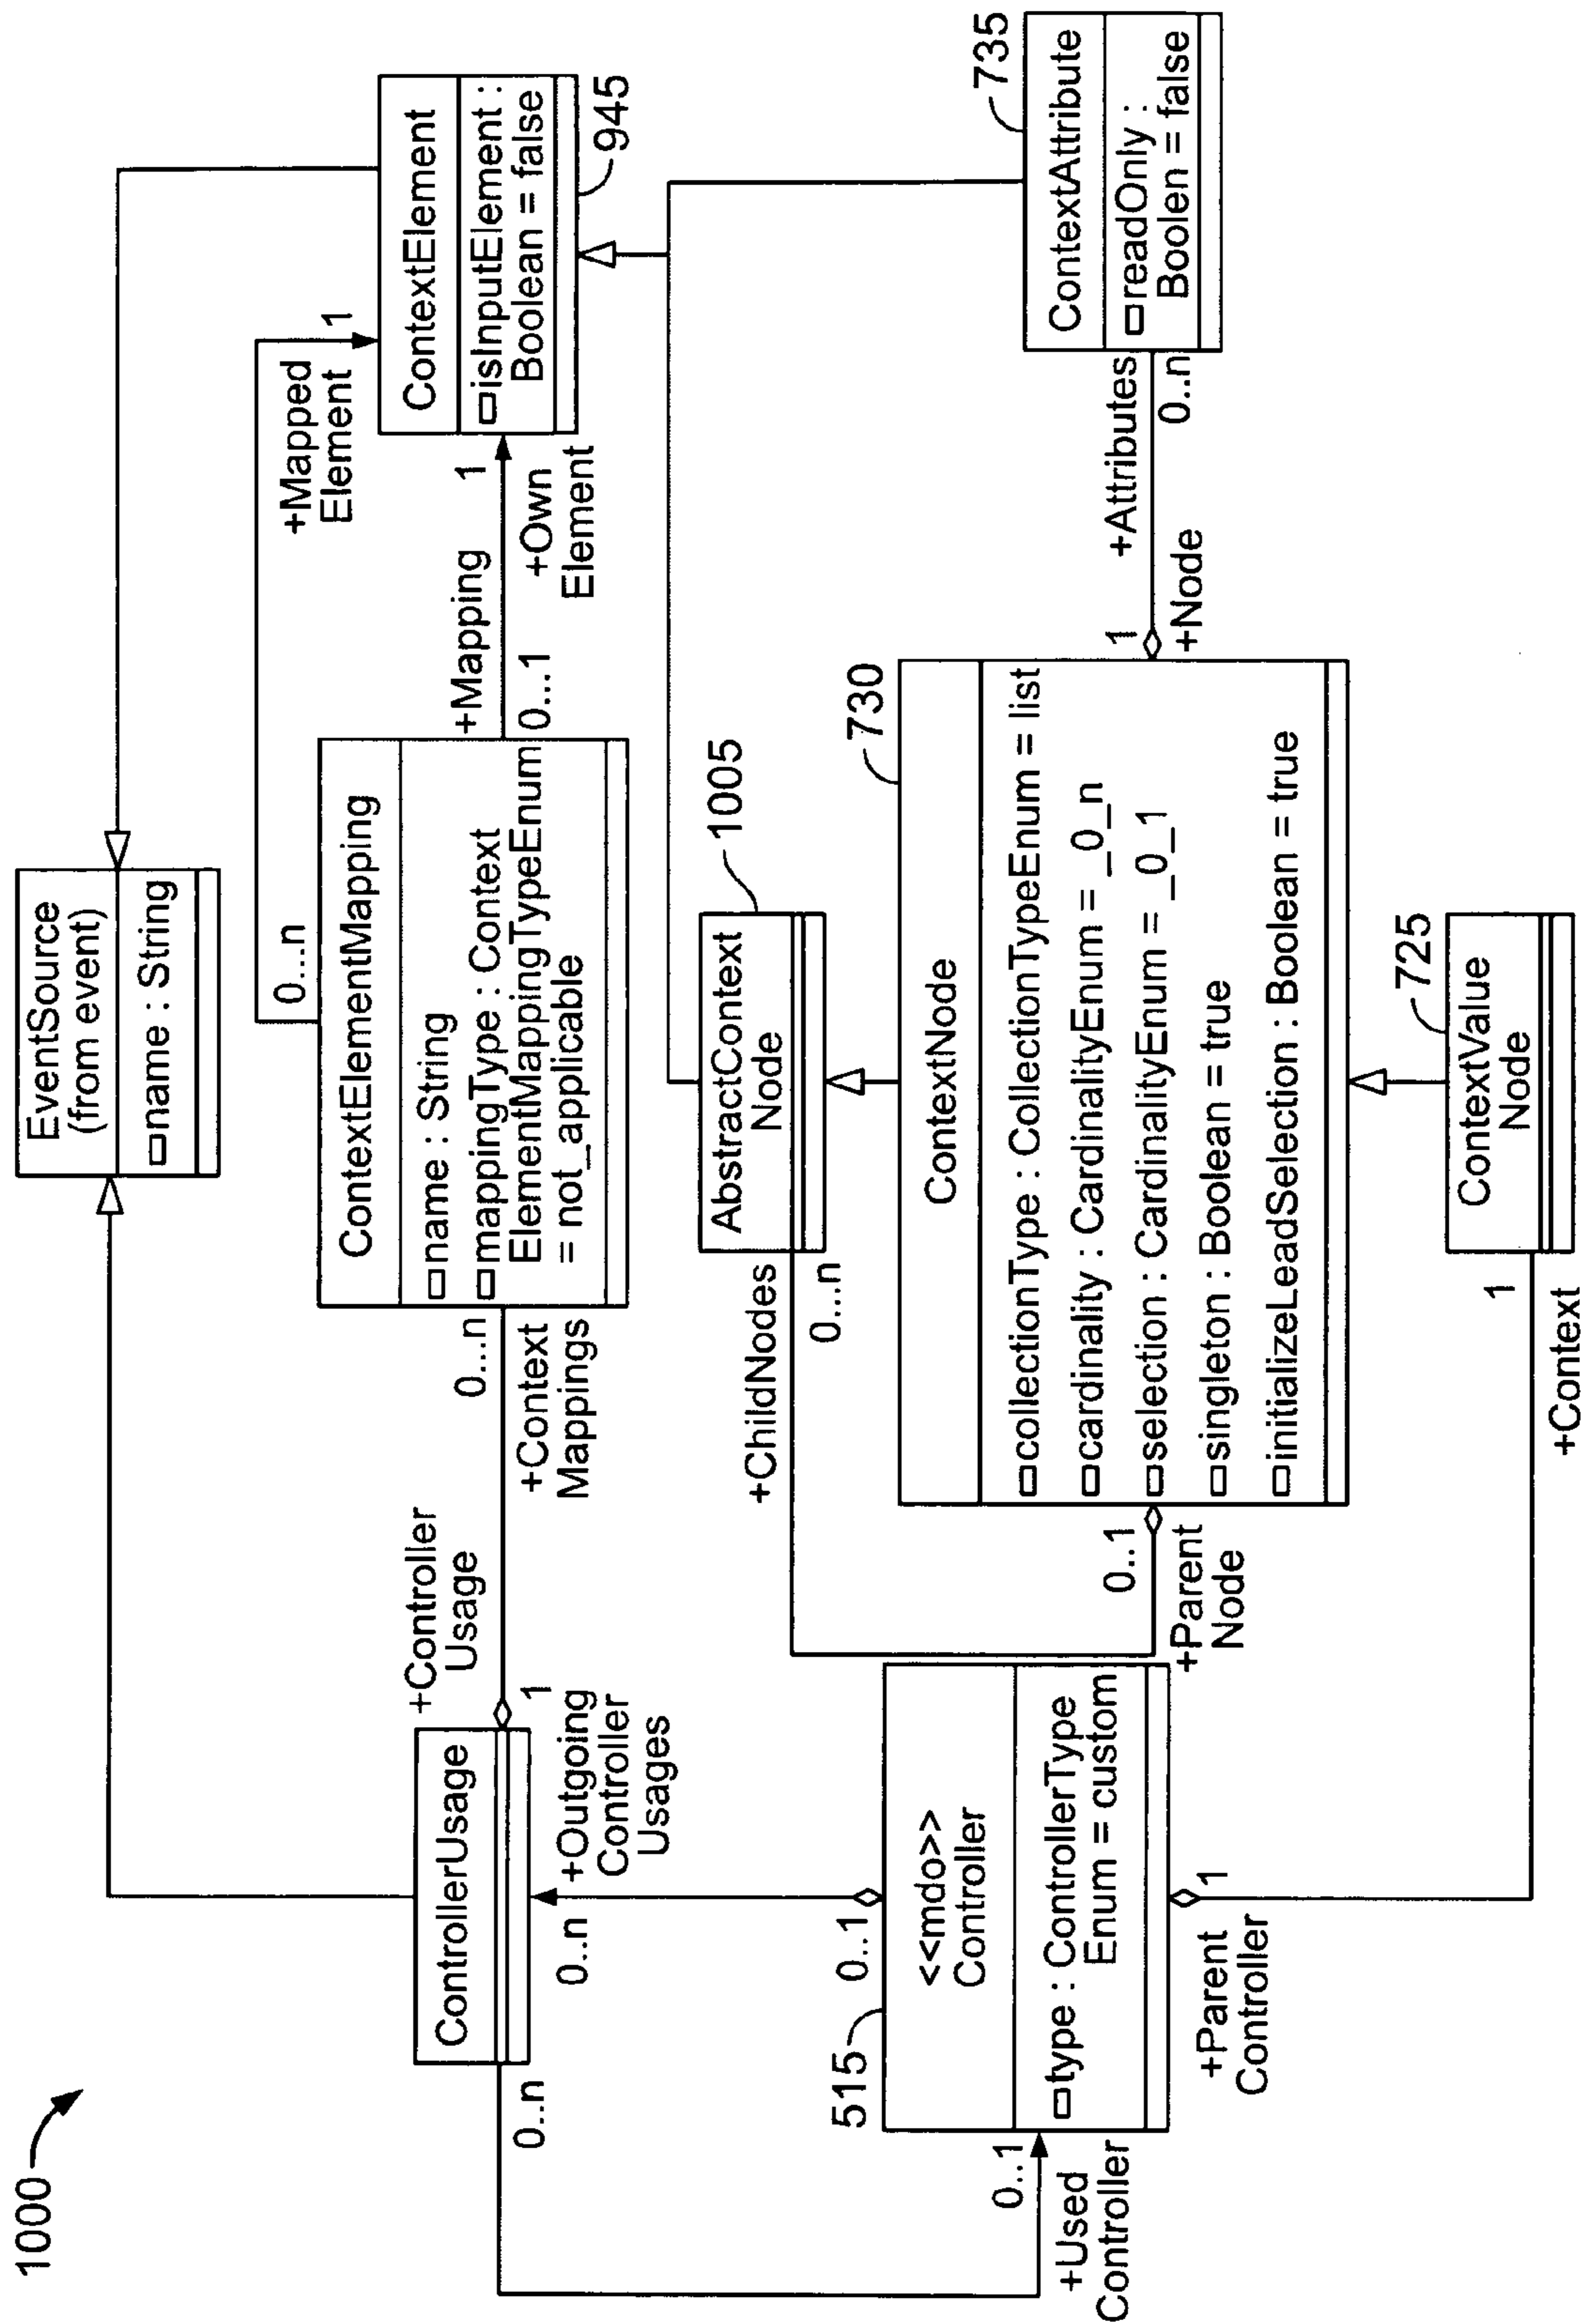 1000
EventSource
(from event)
name : String
+Controller
Usage
ControllerUsage
0..n
1
+Outgoing
Controller
Usages
0..n
0...n
+Context
Mappings
ContextElementMapping
name : String
mappingType : Context
ElementMappingTypeEnum
= not_applicable
0...n
+Mapped
Element
1
+Mapping
0...1
1
+Own
Element
ContextElement
isInputElement :
Boolean = false
945
515
0..1
<<mdo>>
Controller
type : ControllerType
Enum = custom
0..1
+Used
Controller
+Parent
Controller
1
+ChildNodes
0...n
AbstractContext
Node
1005
0..1
+Parent
Node
ContextNode
730
collectionType : CollectionTypeEnum = list
cardinality : CardinalityEnum = _0_n
selection : CardinalityEnum = _0_1
singleton : Boolean = true
initializeLeadSelection : Boolean = true
1
+Node
+Attributes
0..n
ContextAttribute
735
readOnly :
Boolen = false
ContextValue
Node
725
1
+Context